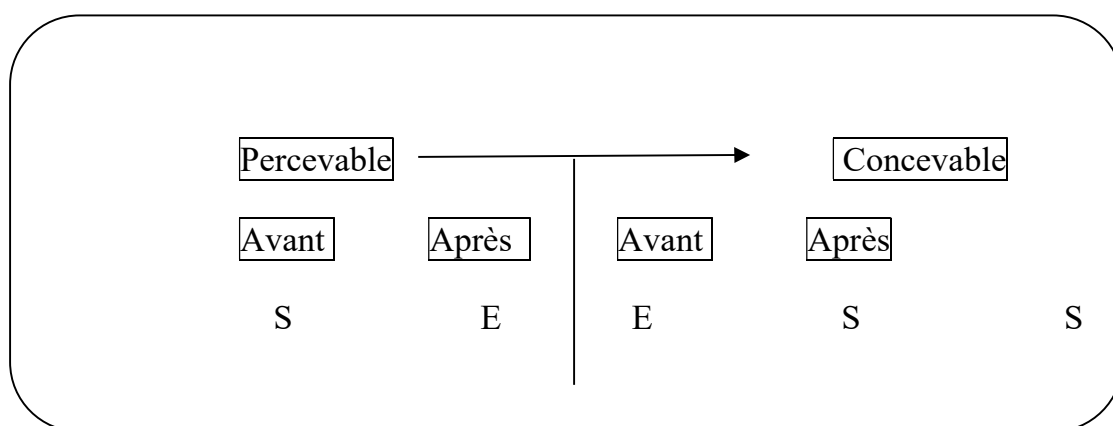 Percevable Concevable
Avant Après Avant Après
S E E S S